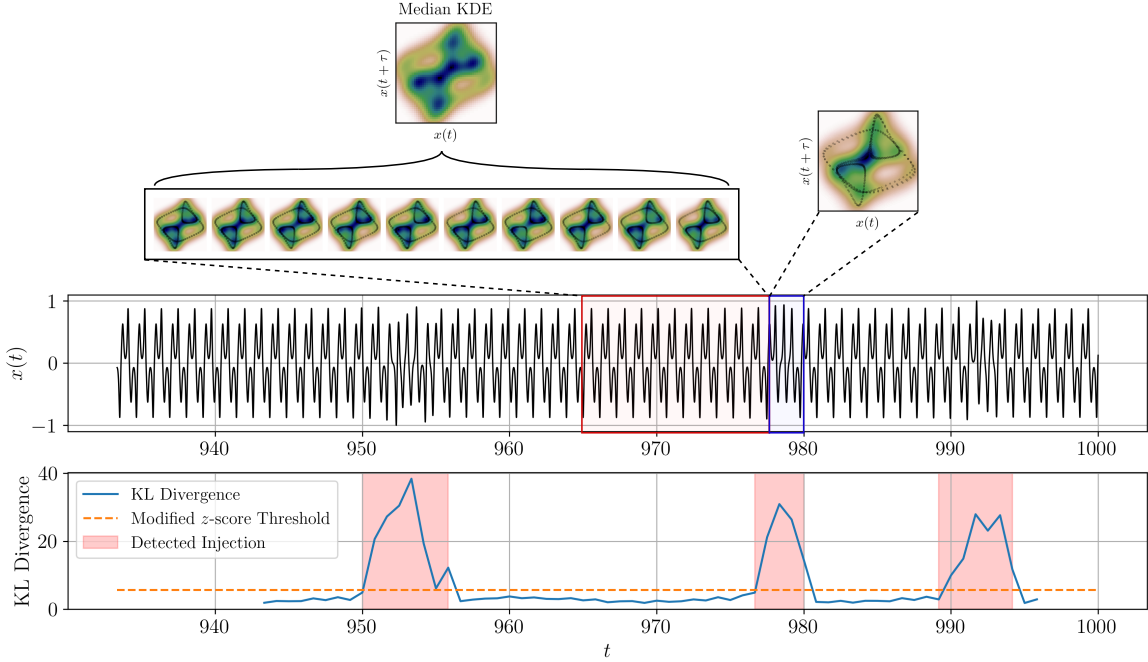 Median KDE
x(t + τ)
x(t)
x(t + τ)
x(t)
1
0
−1
x(t)
940 950 960 970 980 990 1000
40
20
0
KL Divergence
KL Divergence
Modified z-score Threshold
Detected Injection
940 950 960 970 980 990 1000
t